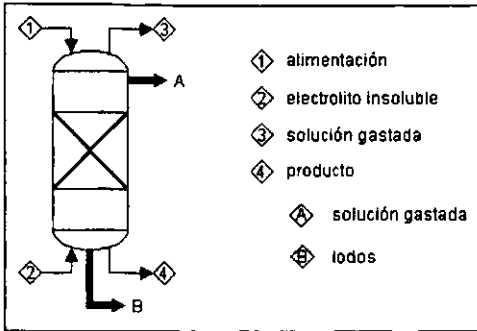 1
3
A
2
4
B
1 alimentación
2 electrolito insoluble
3 solución gastada
4 producto
A solución gastada
B lodos